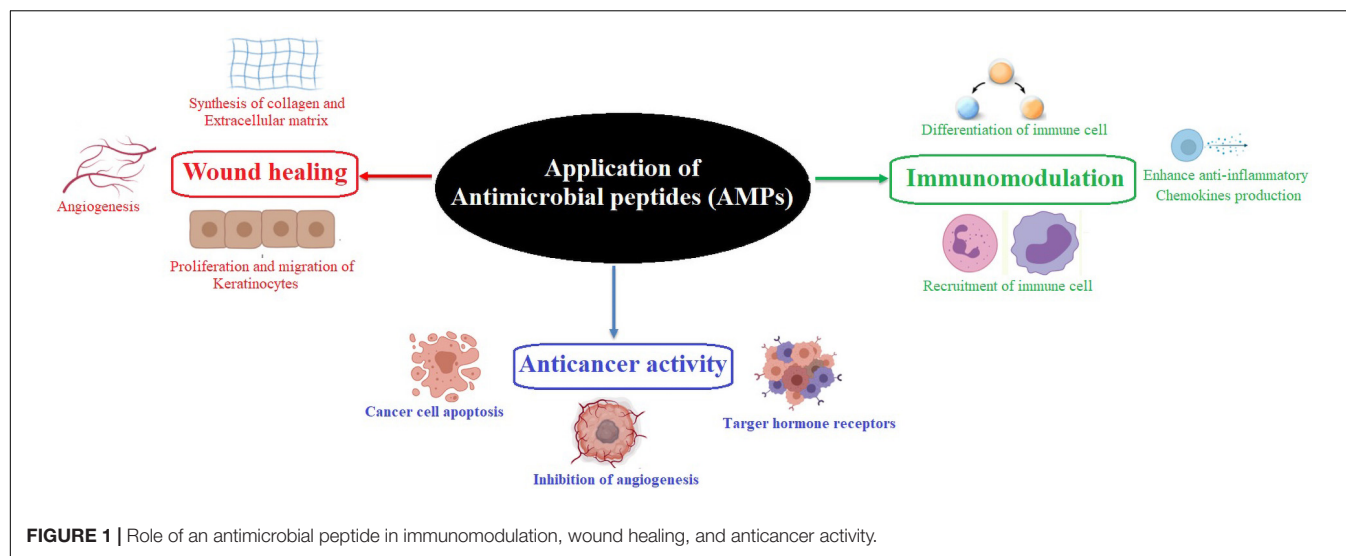 Synthesis of collagen and
Extracellular matrix
Angiogenesis
Wound healing
Proliferation and migration of
Keratinocytes
Application of
Antimicrobial peptides (AMPs)
Differentiation of immune cell
Immunomodulation
Enhance anti-inflammatory
Chemokines production
Recruitment of immune cell
Anticancer activity
Cancer cell apoptosis
Targer hormone receptors
Inhibition of angiogenesis
FIGURE 1 | Role of an antimicrobial peptide in immunomodulation, wound healing, and anticancer activity.